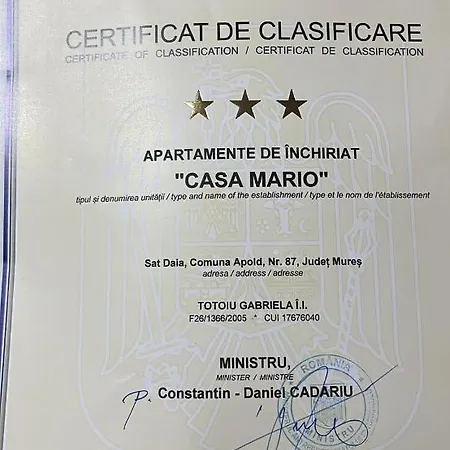 CERTIFICAT DE CLASIFICARE
CERTIFICATE OF CLASSIFICATION / CERTIFICAT DE CLASSIFICATION
APARTAMENTE DE ÎNCHIRIAT
"CASA MARIO"
tipul și denumirea unității / type and name of the establishment / type et le nom de l'établissement
Sat Daia, Comuna Apold, Nr. 87, Județ Mureș
adresa / address / adresse
TOTOIU GABRIELA Î.I.
F26/1366/2005 * CUI 17676040
MINISTRU,
MINISTER / MINISTRE
P. Constantin - Daniel CADARIU
ROMÂNIA
MINISTRU